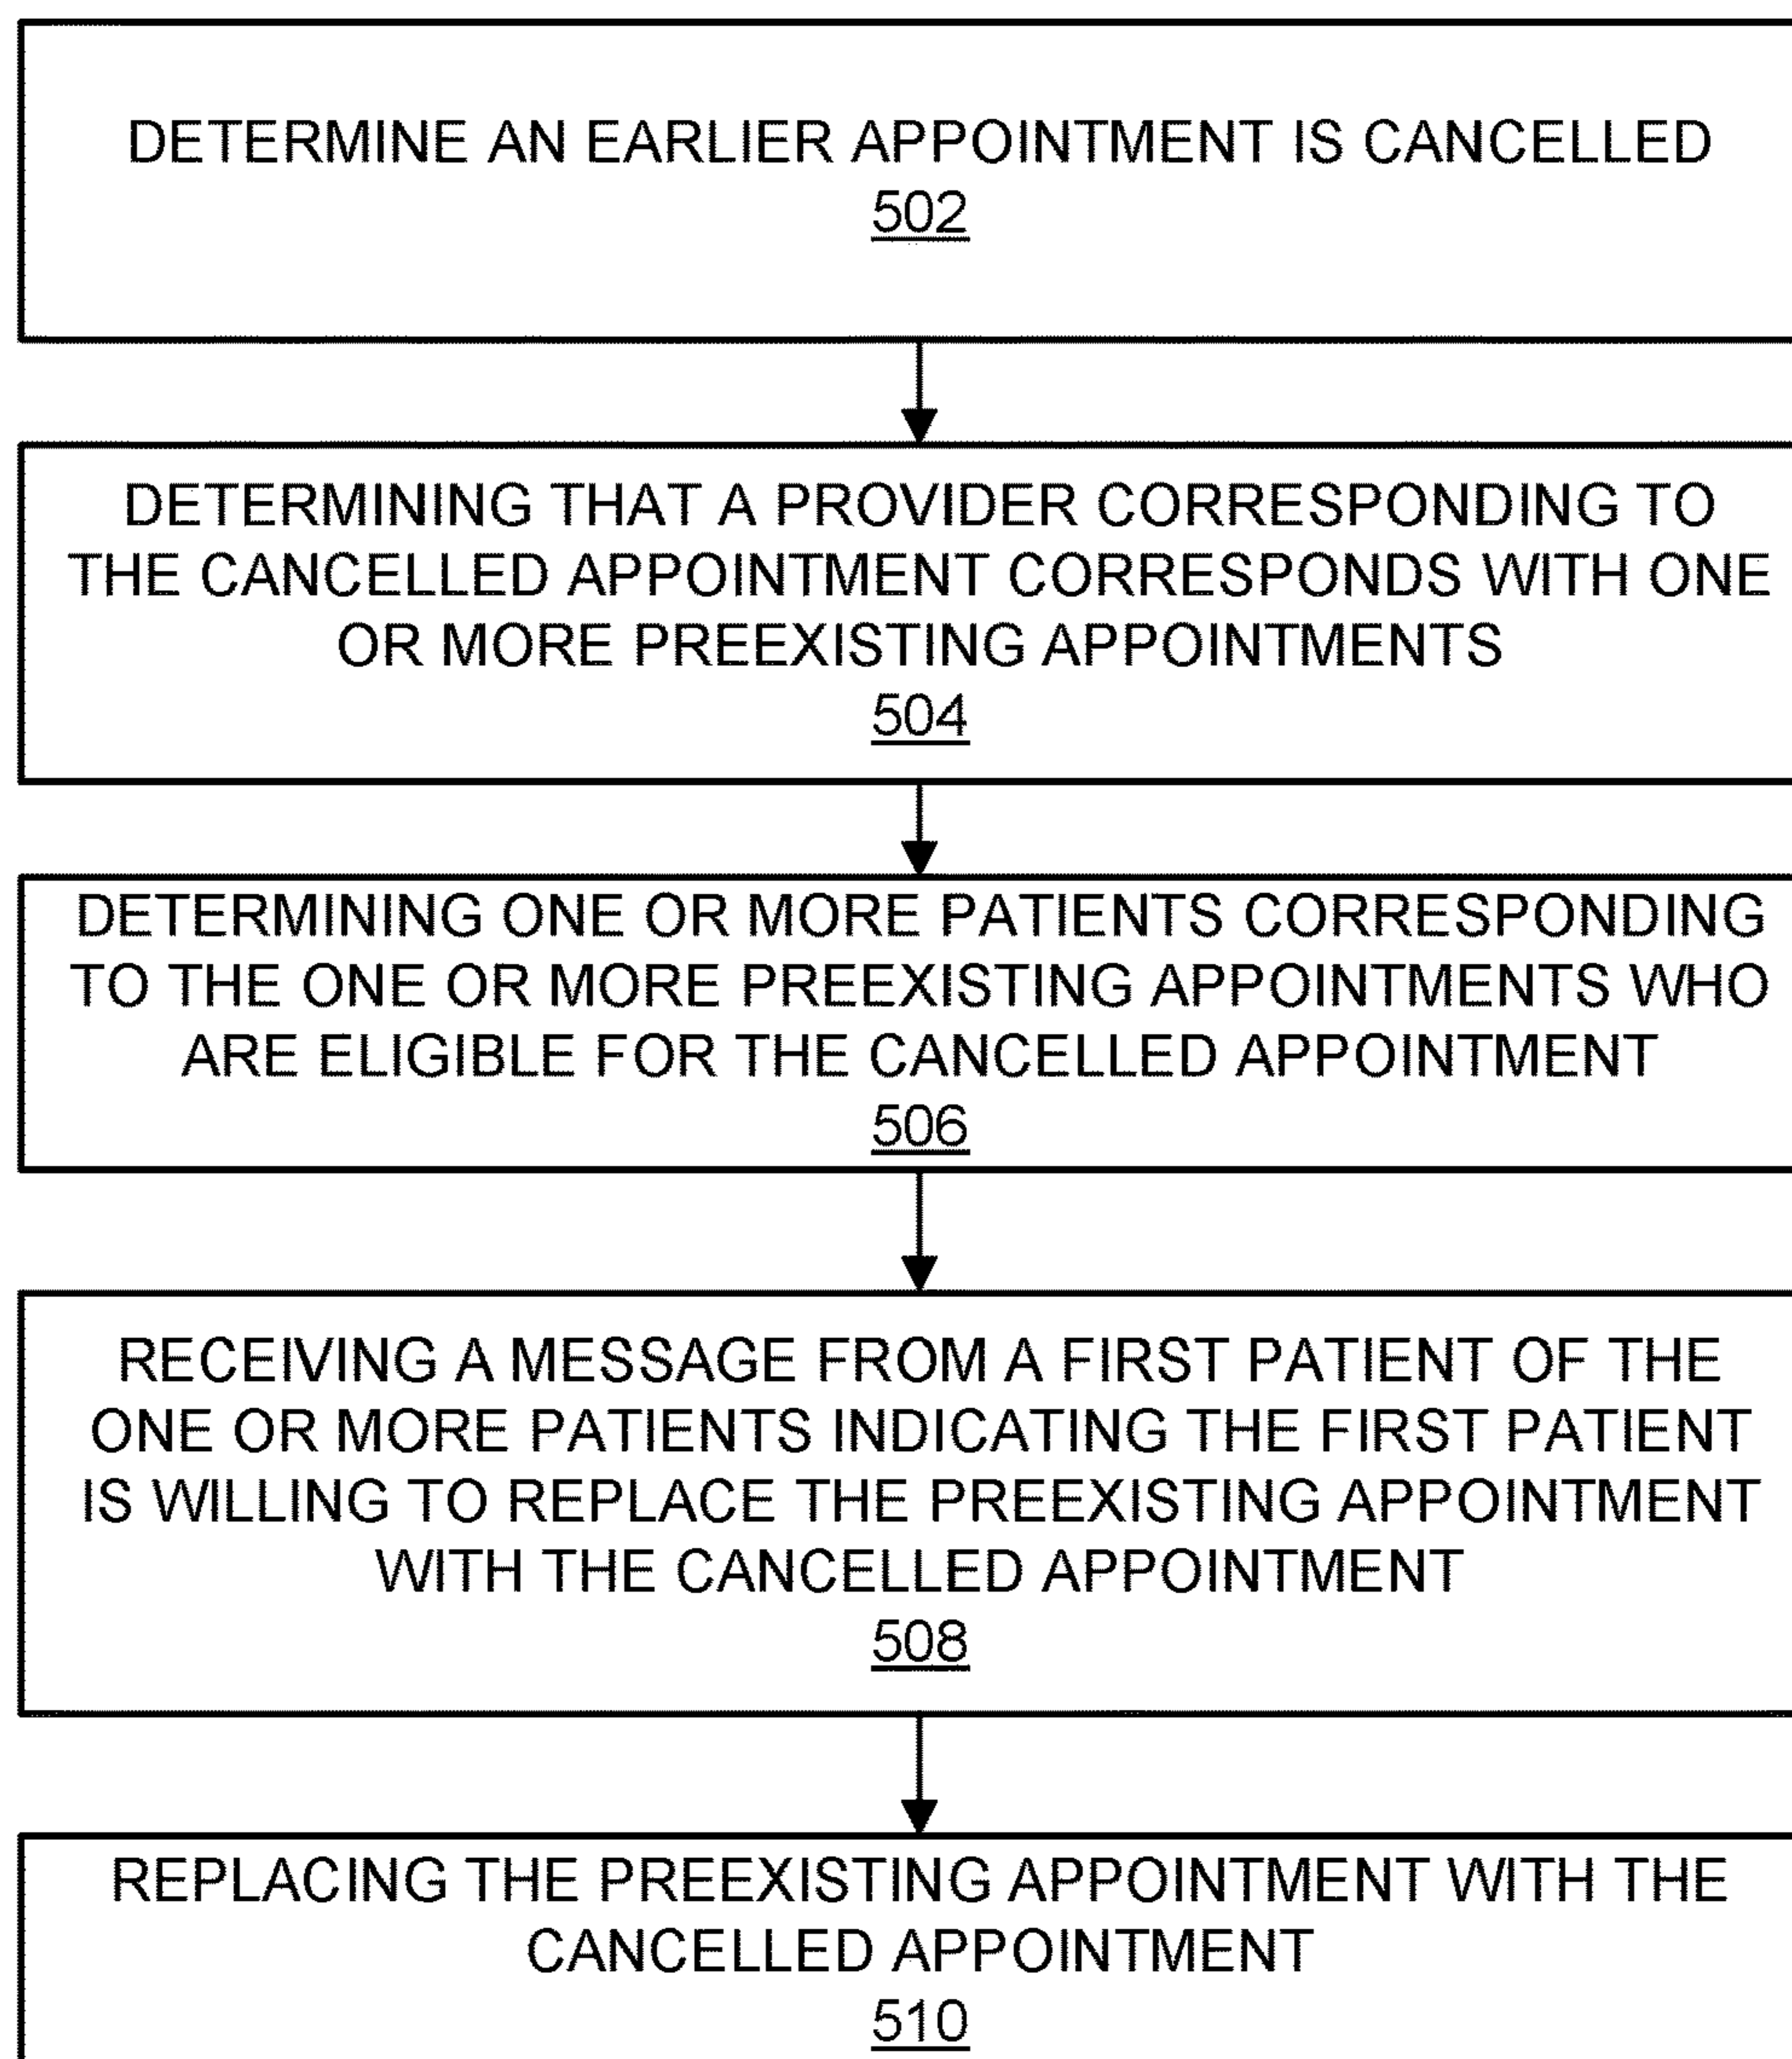 DETERMINE AN EARLIER APPOINTMENT IS CANCELLED
502
DETERMINING THAT A PROVIDER CORRESPONDING TO
THE CANCELLED APPOINTMENT CORRESPONDS WITH ONE
OR MORE PREEXISTING APPOINTMENTS
504
DETERMINING ONE OR MORE PATIENTS CORRESPONDING
TO THE ONE OR MORE PREEXISTING APPOINTMENTS WHO
ARE ELIGIBLE FOR THE CANCELLED APPOINTMENT
506
RECEIVING A MESSAGE FROM A FIRST PATIENT OF THE
ONE OR MORE PATIENTS INDICATING THE FIRST PATIENT
IS WILLING TO REPLACE THE PREEXISTING APPOINTMENT
WITH THE CANCELLED APPOINTMENT
508
REPLACING THE PREEXISTING APPOINTMENT WITH THE
CANCELLED APPOINTMENT
510